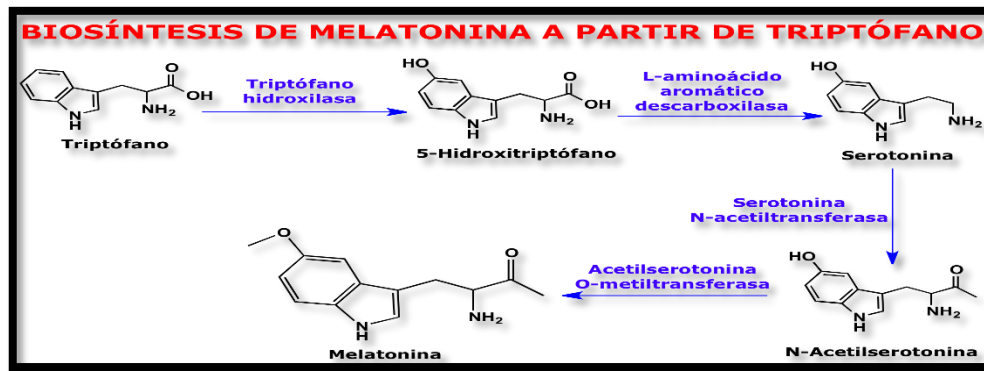 BIOSÍNTESIS DE MELATONINA A PARTIR DE TRIPTÓFANO
O
OH
NH₂
N
H
Triptófano
Triptófano
hidroxilasa
HO
O
OH
NH₂
N
H
5-Hidroxitriptófano
L-aminoácido
aromático
descarboxilasa
HO
NH₂
N
H
Serotonina
Serotonina
N-acetiltransferasa
HO
O
NH₂
N
H
N-Acetilserotonina
Acetilserotonina
O-metiltransferasa
O
O
NH₂
N
H
Melatonina